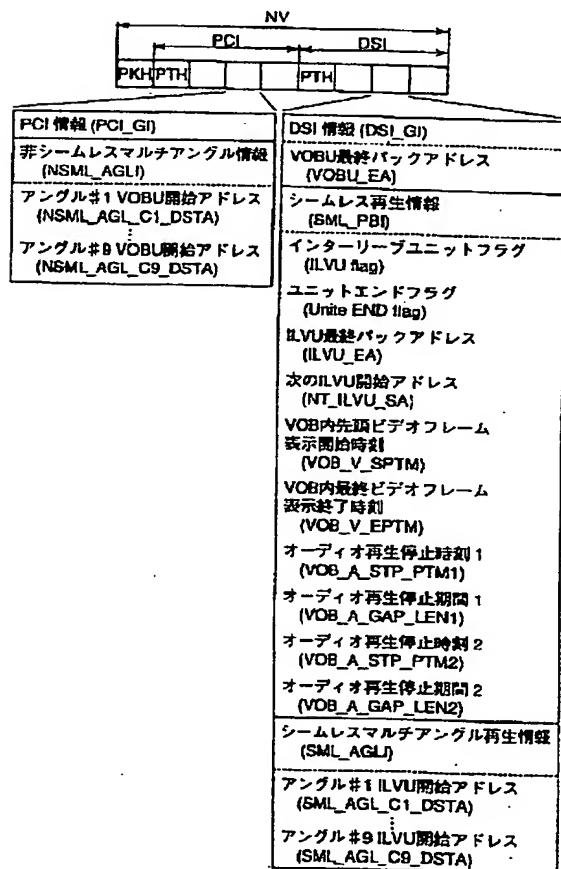 NV
PCI
DSI
PKH PTH PTH
PCI 情報 (PCI_GI)
非シームレスマルチアングル情報
(NSML_AGLI)
アングル#1 VOBU開始アドレス
(NSML_AGL_C1_DSTA)
⋮
アングル#9 VOBU開始アドレス
(NSML_AGL_C9_DSTA)
DSI 情報 (DSI_GI)
VOBU最終パックアドレス
(VOBU_EA)
シームレス再生情報
(SML_PBI)
インターリーブユニットフラグ
(ILVU flag)
ユニットエンドフラグ
(Unite END flag)
ILVU最終パックアドレス
(ILVU_EA)
次のILVU開始アドレス
(NT_ILVU_SA)
VOB内先頭ビデオフレーム
表示開始時刻
(VOB_V_SPTM)
VOB内最終ビデオフレーム
表示終了時刻
(VOB_V_EPTM)
オーディオ再生停止時刻 1
(VOB_A_STP_PTM1)
オーディオ再生停止期間 1
(VOB_A_GAP_LEN1)
オーディオ再生停止時刻 2
(VOB_A_STP_PTM2)
オーディオ再生停止期間 2
(VOB_A_GAP_LEN2)
シームレスマルチアングル再生情報
(SML_AGLI)
アングル#1 ILVU開始アドレス
(SML_AGL_C1_DSTA)
⋮
アングル#9 ILVU開始アドレス
(SML_AGL_C9_DSTA)